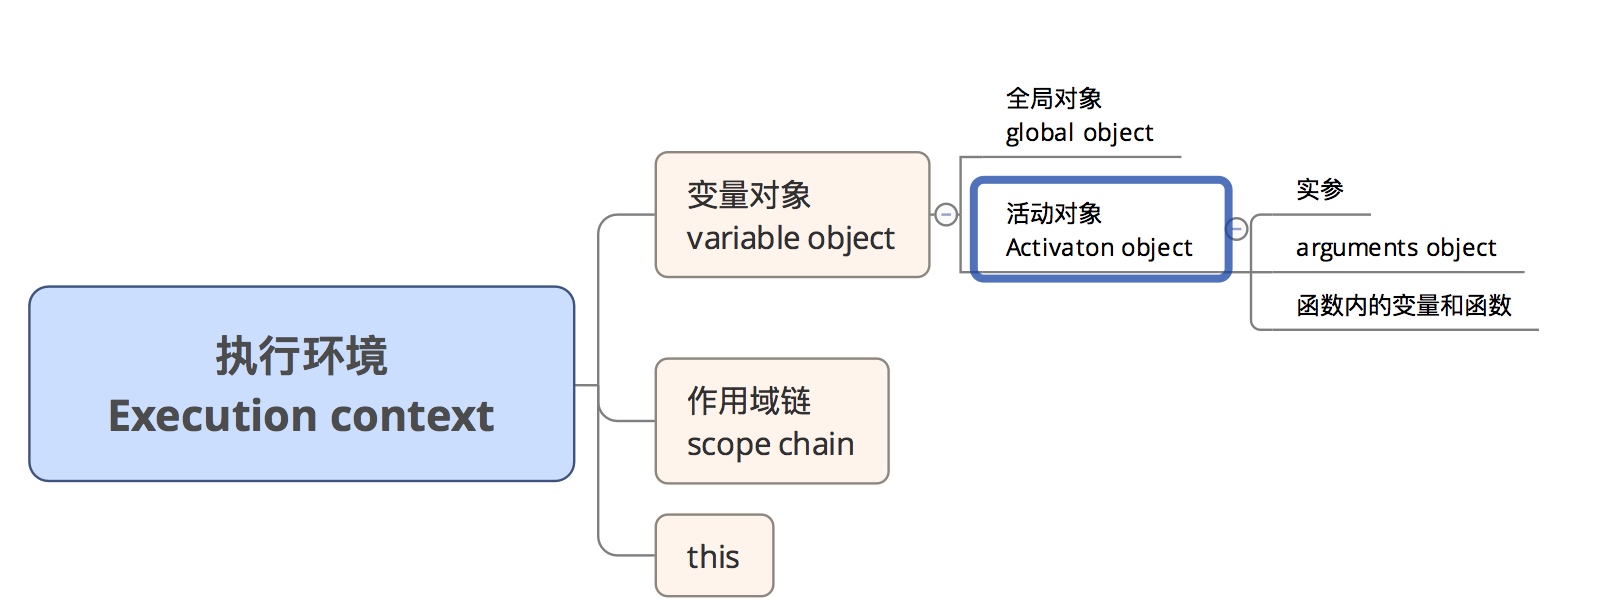 执行环境
Execution context
变量对象
variable object
全局对象
global object
活动对象
Activaton object
实参
arguments object
函数内的变量和函数
作用域链
scope chain
this